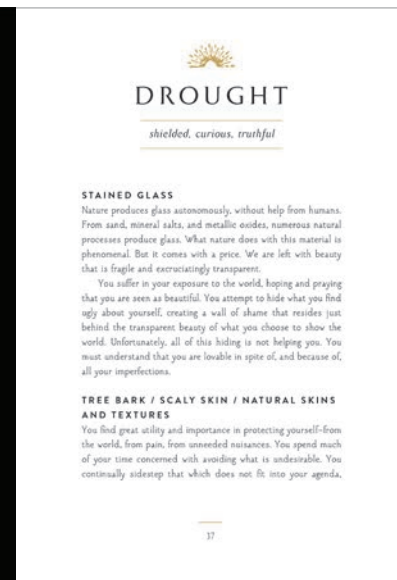 DROUGHT
shielded, curious, truthful
STAINED GLASS
Nature produces glass autonomously, without help from humans.
From sand, mineral salts, and metallic oxides, numerous natural
processes produce glass. What nature does with this material is
phenomenal. But it comes with a price. We are left with beauty
that is fragile and excruciatingly transparent.
You suffer in your exposure to the world, hoping and praying
that you are seen as beautiful. You attempt to hide what you find
ugly about yourself, creating a wall of shame that resides just
behind the transparent beauty of what you choose to show the
world. Unfortunately, all of this hiding is not helping you. You
must understand that you are lovable in spite of, and because of,
all your imperfections.
TREE BARK / SCALY SKIN / NATURAL SKINS
AND TEXTURES
You find great utility and importance in protecting yourself–from
the world, from pain, from unneeded nuisances. You spend much
of your time concerned with avoiding what is undesirable. You
continually sidestep that which does not fit into your agenda,
37